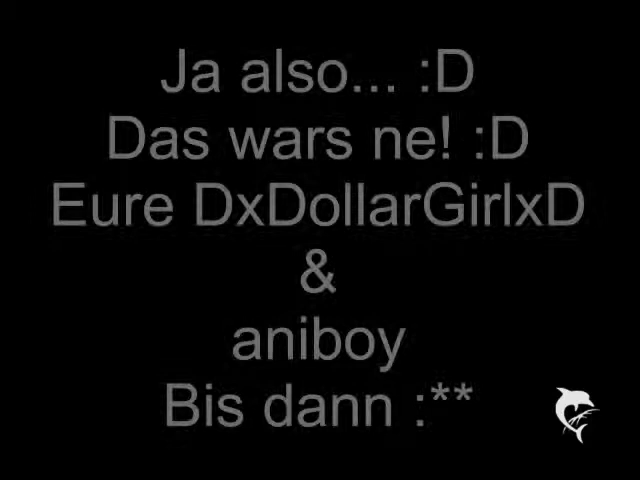 Ja also... :D
Das wars ne! :D
Eure DxDollarGirlxD
&
aniboy
Bis dann :**